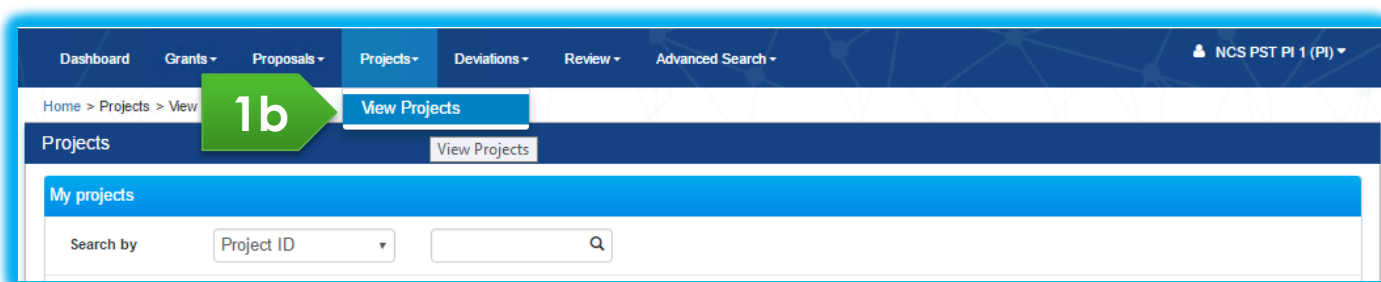 Dashboard Grants Proposals Projects Deviations Review Advanced Search NCS PST PI 1 (PI)
Home > Projects > View
1b
View Projects
Projects
View Projects
My projects
Search by Project ID